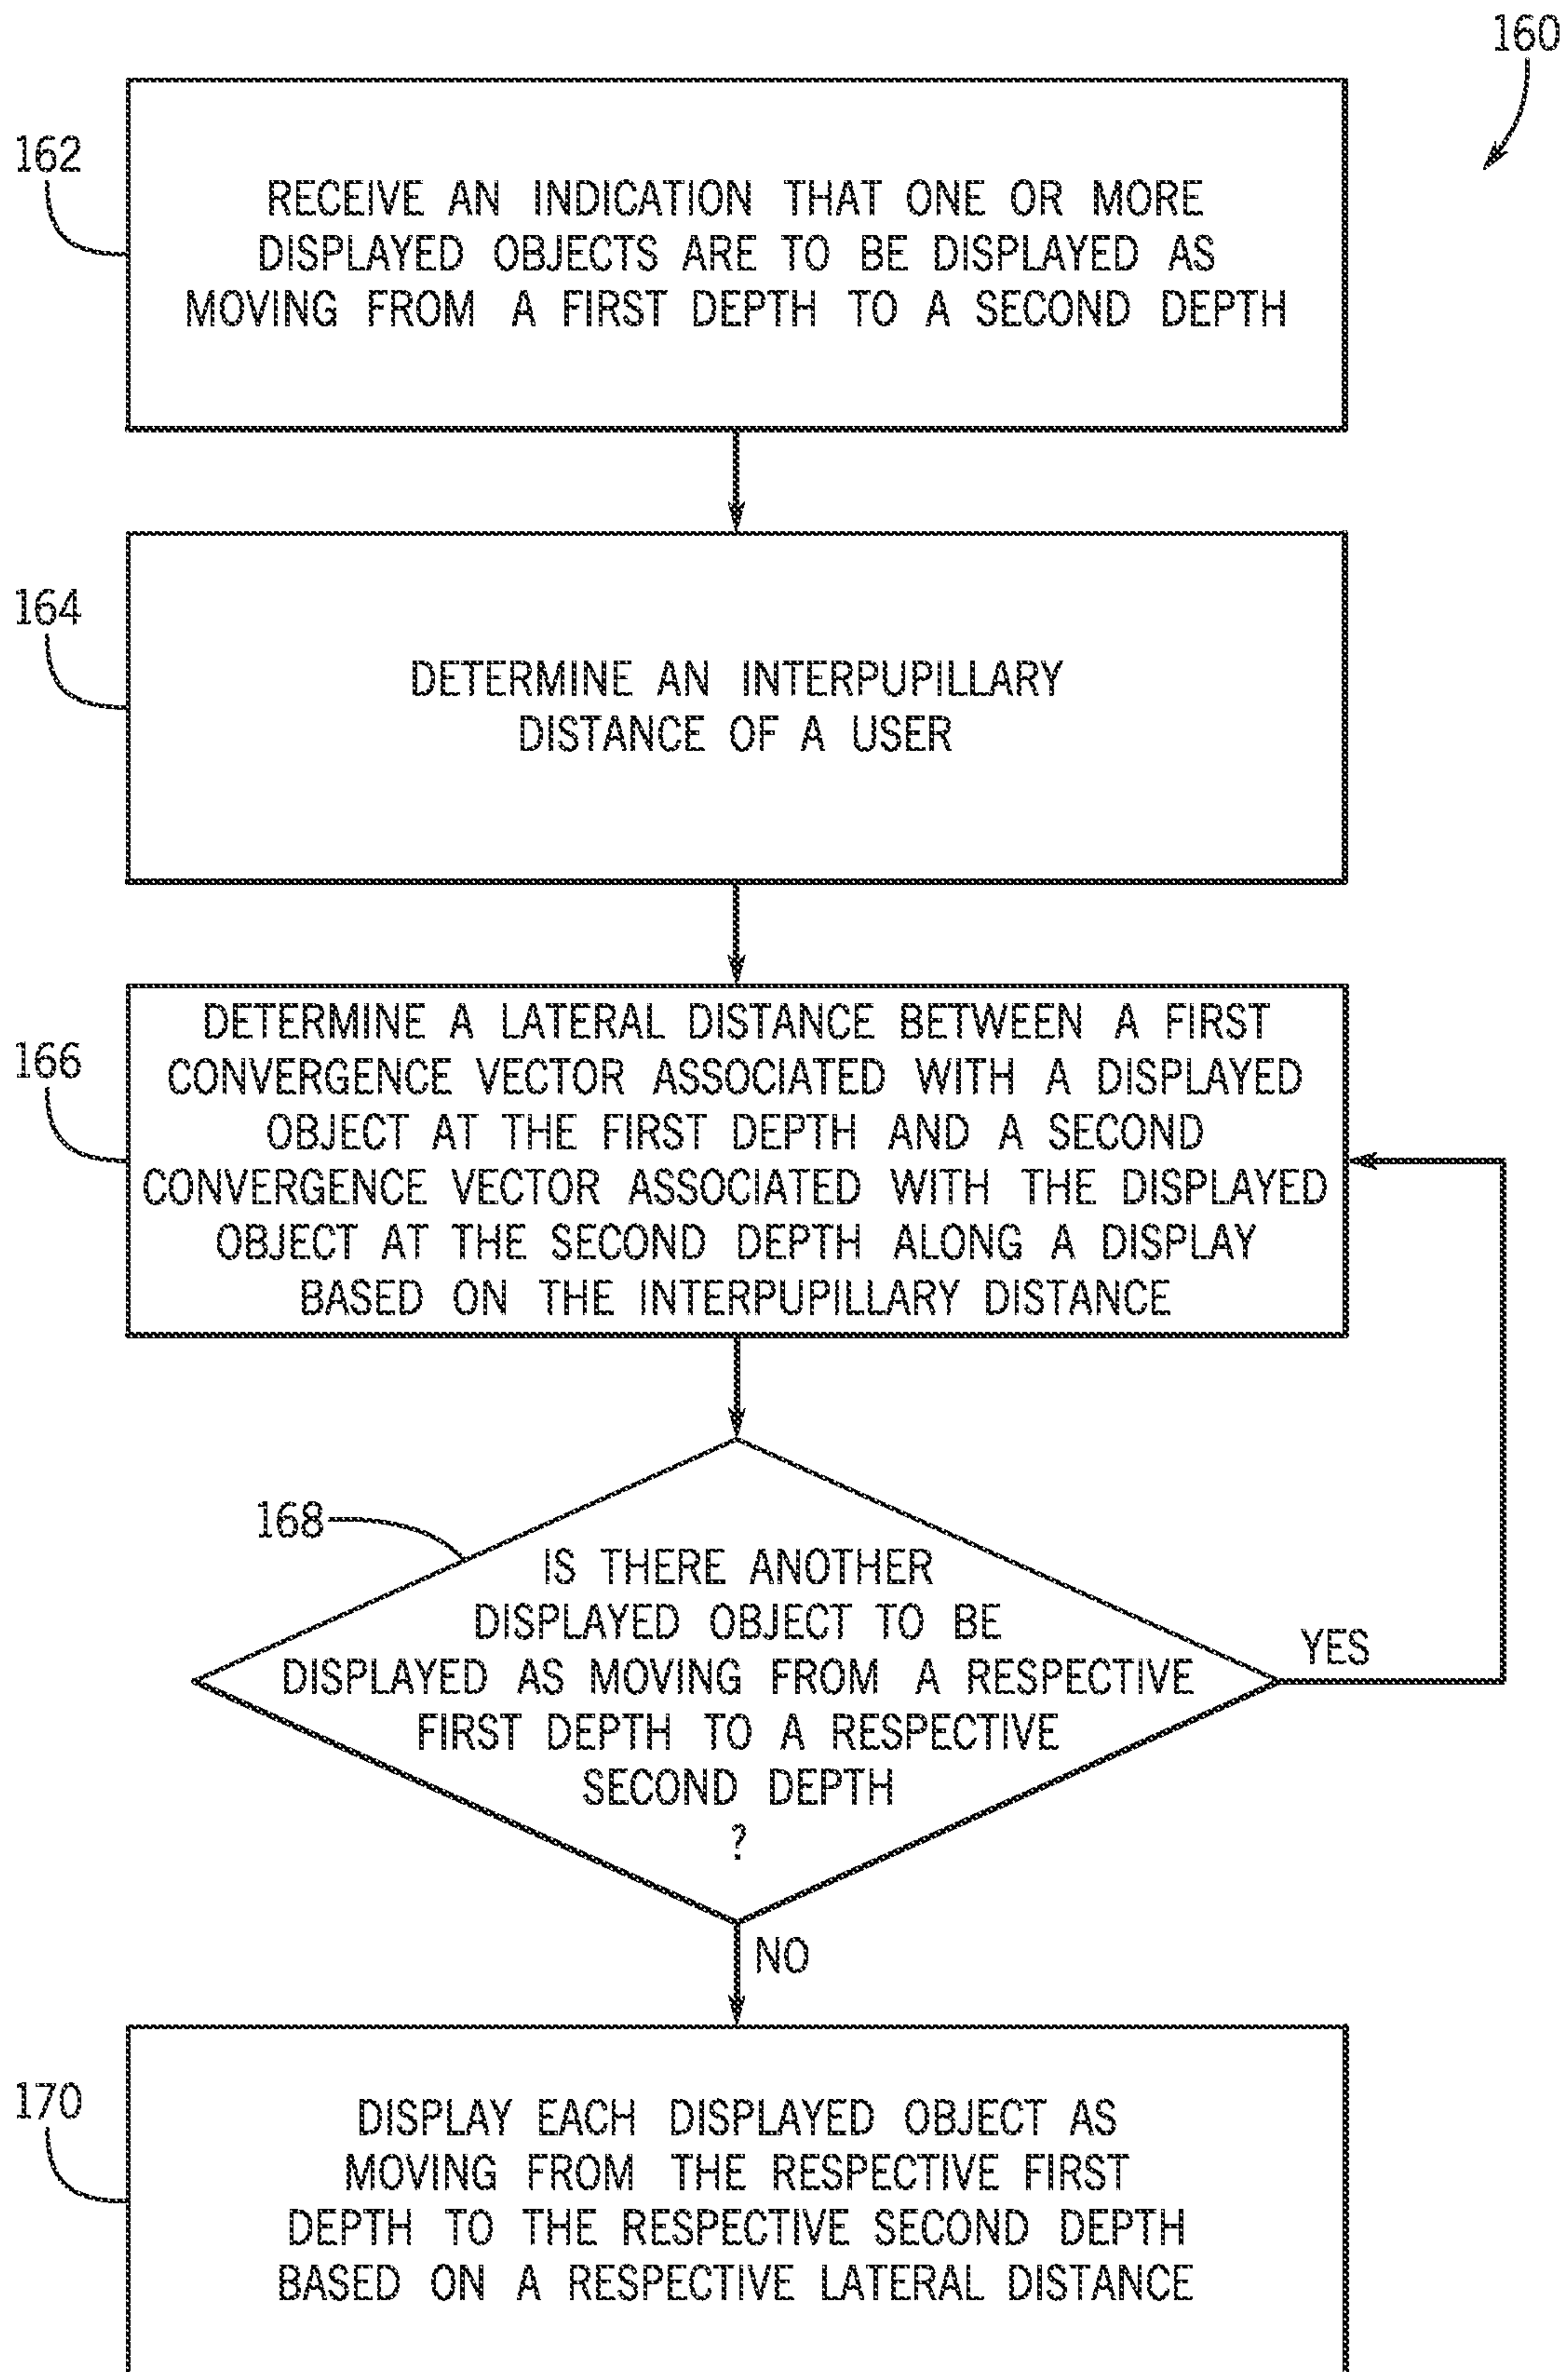 160
162
RECEIVE AN INDICATION THAT ONE OR MORE
DISPLAYED OBJECTS ARE TO BE DISPLAYED AS
MOVING FROM A FIRST DEPTH TO A SECOND DEPTH
164
DETERMINE AN INTERPUPILLARY
DISTANCE OF A USER
166
DETERMINE A LATERAL DISTANCE BETWEEN A FIRST
CONVERGENCE VECTOR ASSOCIATED WITH A DISPLAYED
OBJECT AT THE FIRST DEPTH AND A SECOND
CONVERGENCE VECTOR ASSOCIATED WITH THE DISPLAYED
OBJECT AT THE SECOND DEPTH ALONG A DISPLAY
BASED ON THE INTERPUPILLARY DISTANCE
168
IS THERE ANOTHER
DISPLAYED OBJECT TO BE
DISPLAYED AS MOVING FROM A RESPECTIVE
FIRST DEPTH TO A RESPECTIVE
SECOND DEPTH
?
YES
NO
170
DISPLAY EACH DISPLAYED OBJECT AS
MOVING FROM THE RESPECTIVE FIRST
DEPTH TO THE RESPECTIVE SECOND DEPTH
BASED ON A RESPECTIVE LATERAL DISTANCE